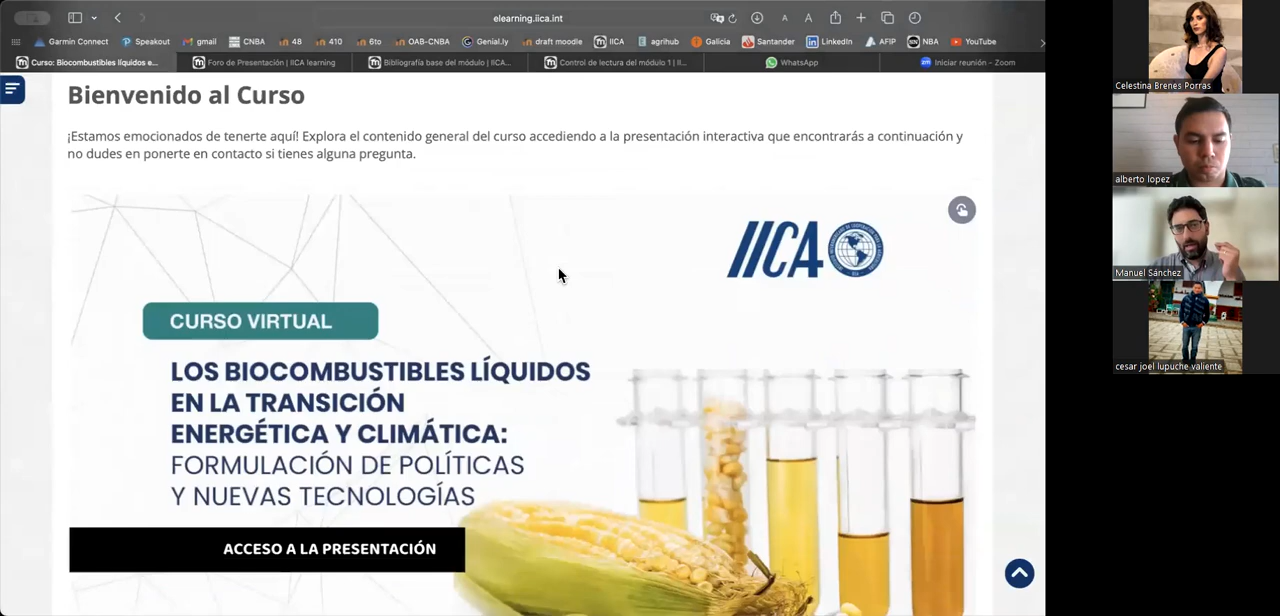 elearning.iica.int
Garmin Connect
Speakout
gmail
CNBA
48
410
6to
OAB-CNBA
Genial.ly
draft moodle
IICA
agrihub
Galicia
Santander
LinkedIn
AFIP
NBA
YouTube
Curso: Biocombustibles líquidos e...
Foro de Presentación | IICA learning
Bibliografía base del módulo | IICA...
Control de lectura del módulo 1 | I...
WhatsApp
Iniciar reunión - Zoom
Bienvenido al Curso
¡Estamos emocionados de tenerte aquí! Explora el contenido general del curso accediendo a la presentación interactiva que encontrarás a continuación y
no dudes en ponerte en contacto si tienes alguna pregunta.
IICA
CURSO VIRTUAL
LOS BIOCOMBUSTIBLES LÍQUIDOS
EN LA TRANSICIÓN
ENERGÉTICA Y CLIMÁTICA:
FORMULACIÓN DE POLÍTICAS
Y NUEVAS TECNOLOGÍAS
ACCESO A LA PRESENTACIÓN
Celestina Brenes Porras
alberto lopez
Manuel Sánchez
cesar joel lupuche valiente